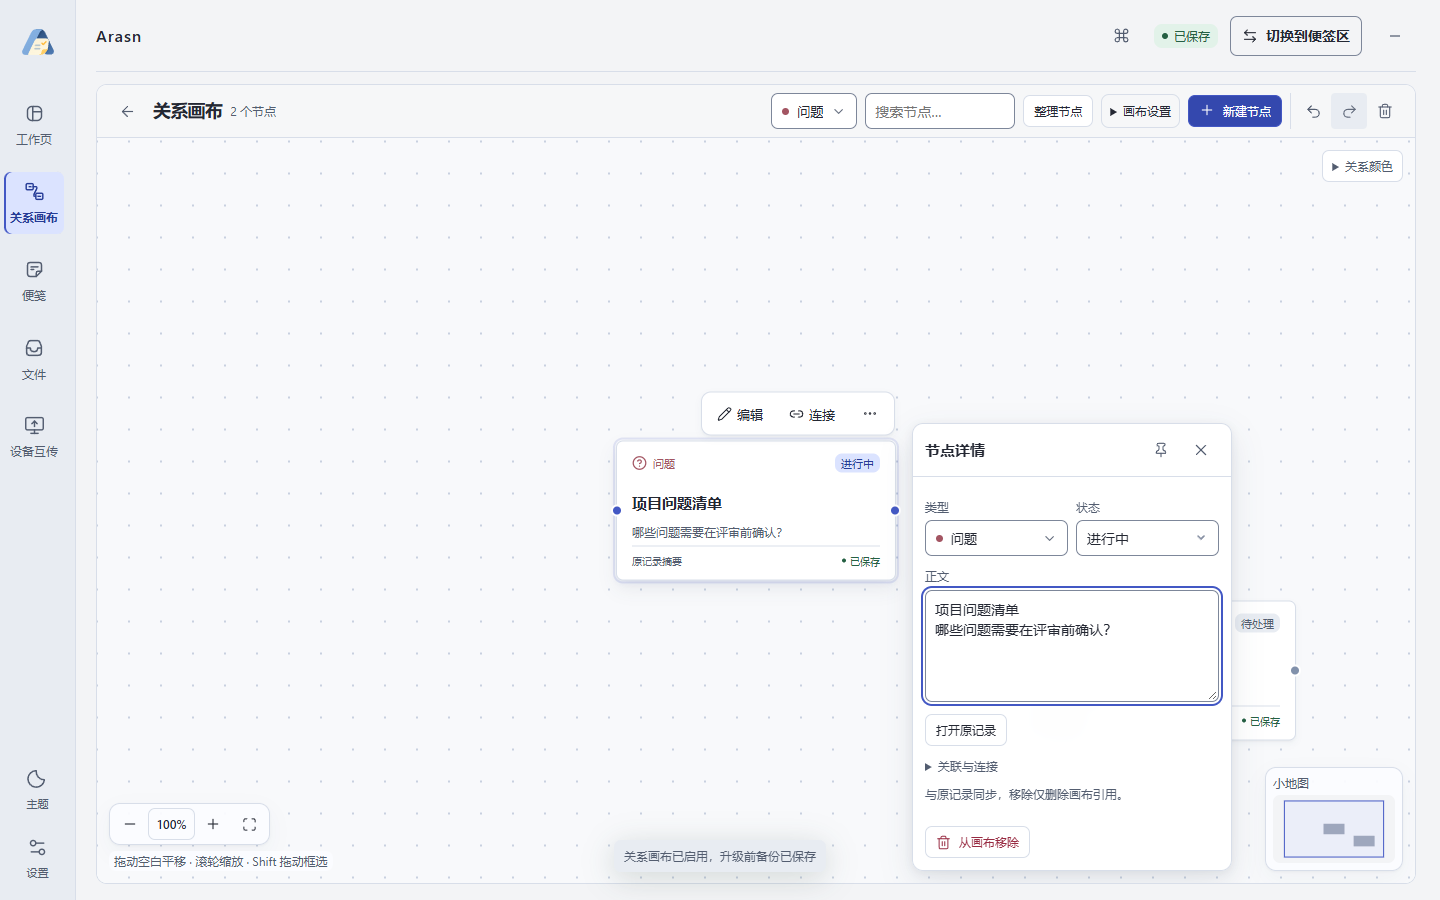 Arasn
已保存
切换到便签区
工作页
关系画布
便笺
文件
设备互传
主题
设置
关系画布
2 个节点
问题
搜索节点...
整理节点
画布设置
新建节点
关系颜色
编辑
连接
问题
进行中
项目问题清单
哪些问题需要在评审前确认？
原记录摘要
已保存
节点详情
类型
状态
问题
进行中
正文
项目问题清单
哪些问题需要在评审前确认？
打开原记录
关联与连接
与原记录同步，移除仅删除画布引用。
从画布移除
待处理
已保存
小地图
100%
拖动空白平移 · 滚轮缩放 · Shift 拖动框选
关系画布已启用，升级前备份已保存